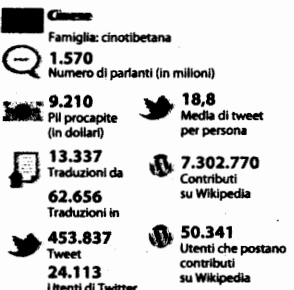 Cinese
Famiglia: cinotibetana
1.570
Numero di parlanti (in milioni)
9.210
Pil procapite
(in dollari)
18,8
Media di tweet
per persona
13.337
Traduzioni da
62.656
Traduzioni in
7.302.770
Contributi
su Wikipedia
453.837
Tweet
24.113
Utenti di Twitter
50.341
Utenti che postano
contributi
su Wikipedia